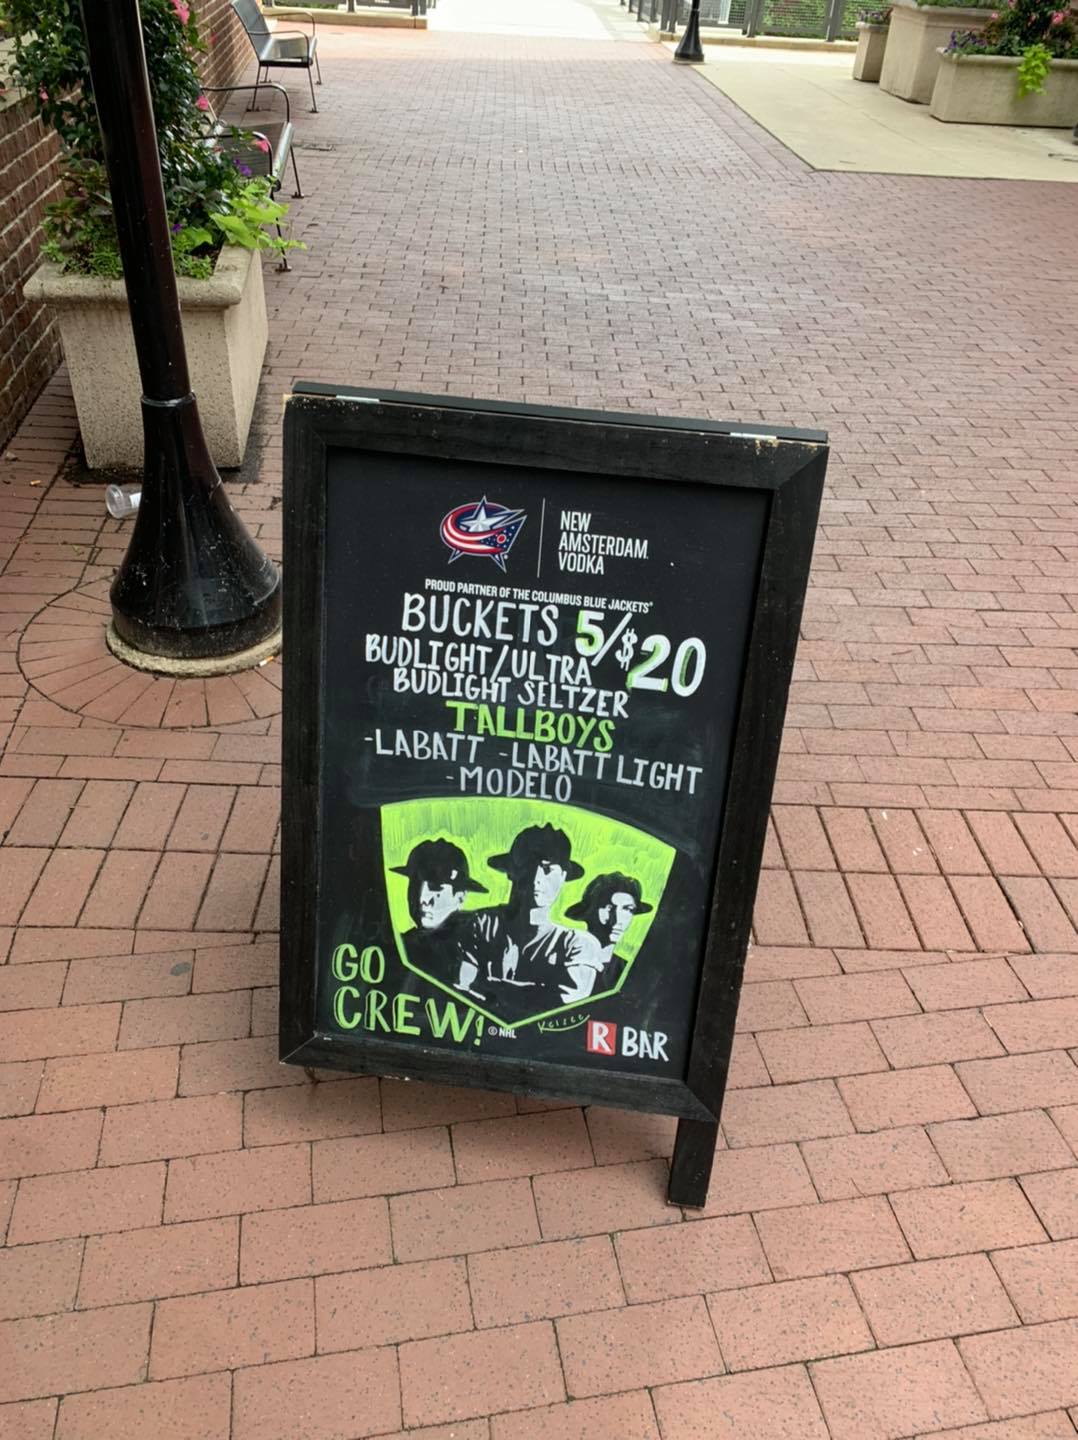 NEW
AMSTERDAM
VODKA
PROUD PARTNER OF THE COLUMBUS BLUE JACKETS®
BUCKETS 5/$20
BUDLIGHT/ULTRA
BUDLIGHT SELTZER
TALLBOYS
-LABATT -LABATT LIGHT
-MODELO
GO
CREW!
© NHL
R BAR